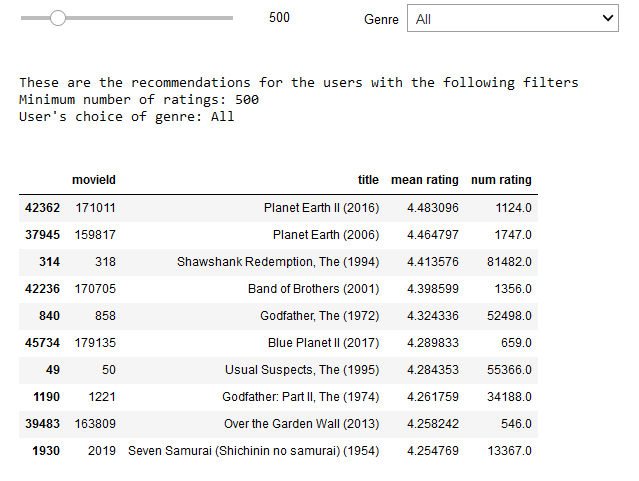 500 Genre All
These are the recommendations for the users with the following filters
Minimum number of ratings: 500
User's choice of genre: All
movieId title mean rating num rating
42362 171011 Planet Earth II (2016) 4.483096 1124.0
37945 159817 Planet Earth (2006) 4.464797 1747.0
314 318 Shawshank Redemption, The (1994) 4.413576 81482.0
42236 170705 Band of Brothers (2001) 4.398599 1356.0
840 858 Godfather, The (1972) 4.324336 52498.0
45734 179135 Blue Planet II (2017) 4.289833 659.0
49 50 Usual Suspects, The (1995) 4.284353 55366.0
1190 1221 Godfather: Part II, The (1974) 4.261759 34188.0
39483 163809 Over the Garden Wall (2013) 4.258242 546.0
1930 2019 Seven Samurai (Shichinin no samurai) (1954) 4.254769 13367.0